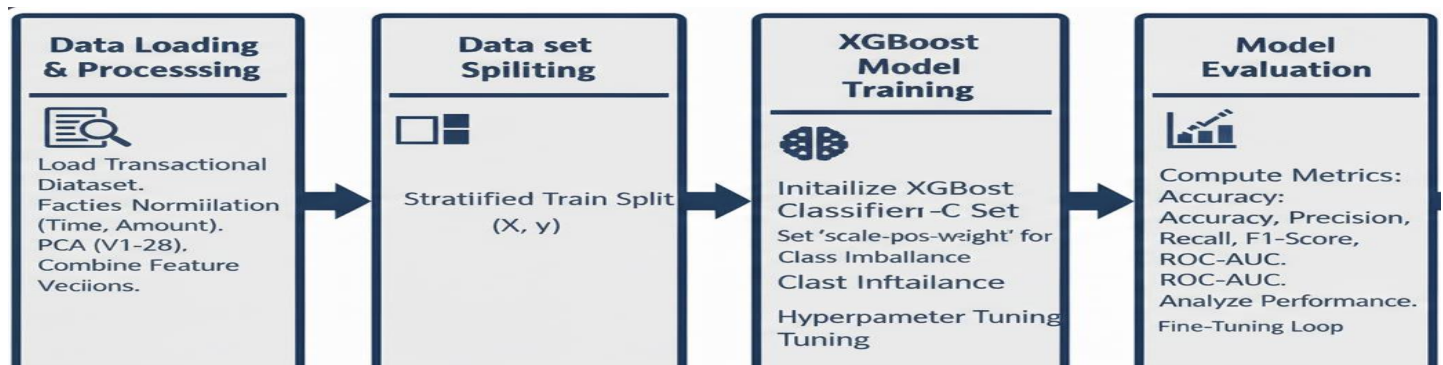 Data Loading
& Processsing
Load Transactional
Diataset.
Facties Normiilation
(Time, Amount).
PCA (V1-28).
Combine Feature
Veciions.
Data set
Spiliting
Stratiified Train Split
(X, y)
XGBoost
Model
Training
Initailize XGBost
Classifierr -C Set
Set 'scale-pos-weight' for
Class Imballance
Clast Inftailance
Hyperpameter Tuning
Tuning
Model
Evaluation
Compute Metrics:
Accuracy:
Accuracy, Precision,
Recall, F1-Score,
ROC-AUC.
ROC-AUC.
Analyze Performance.
Fine-Tuning Loop